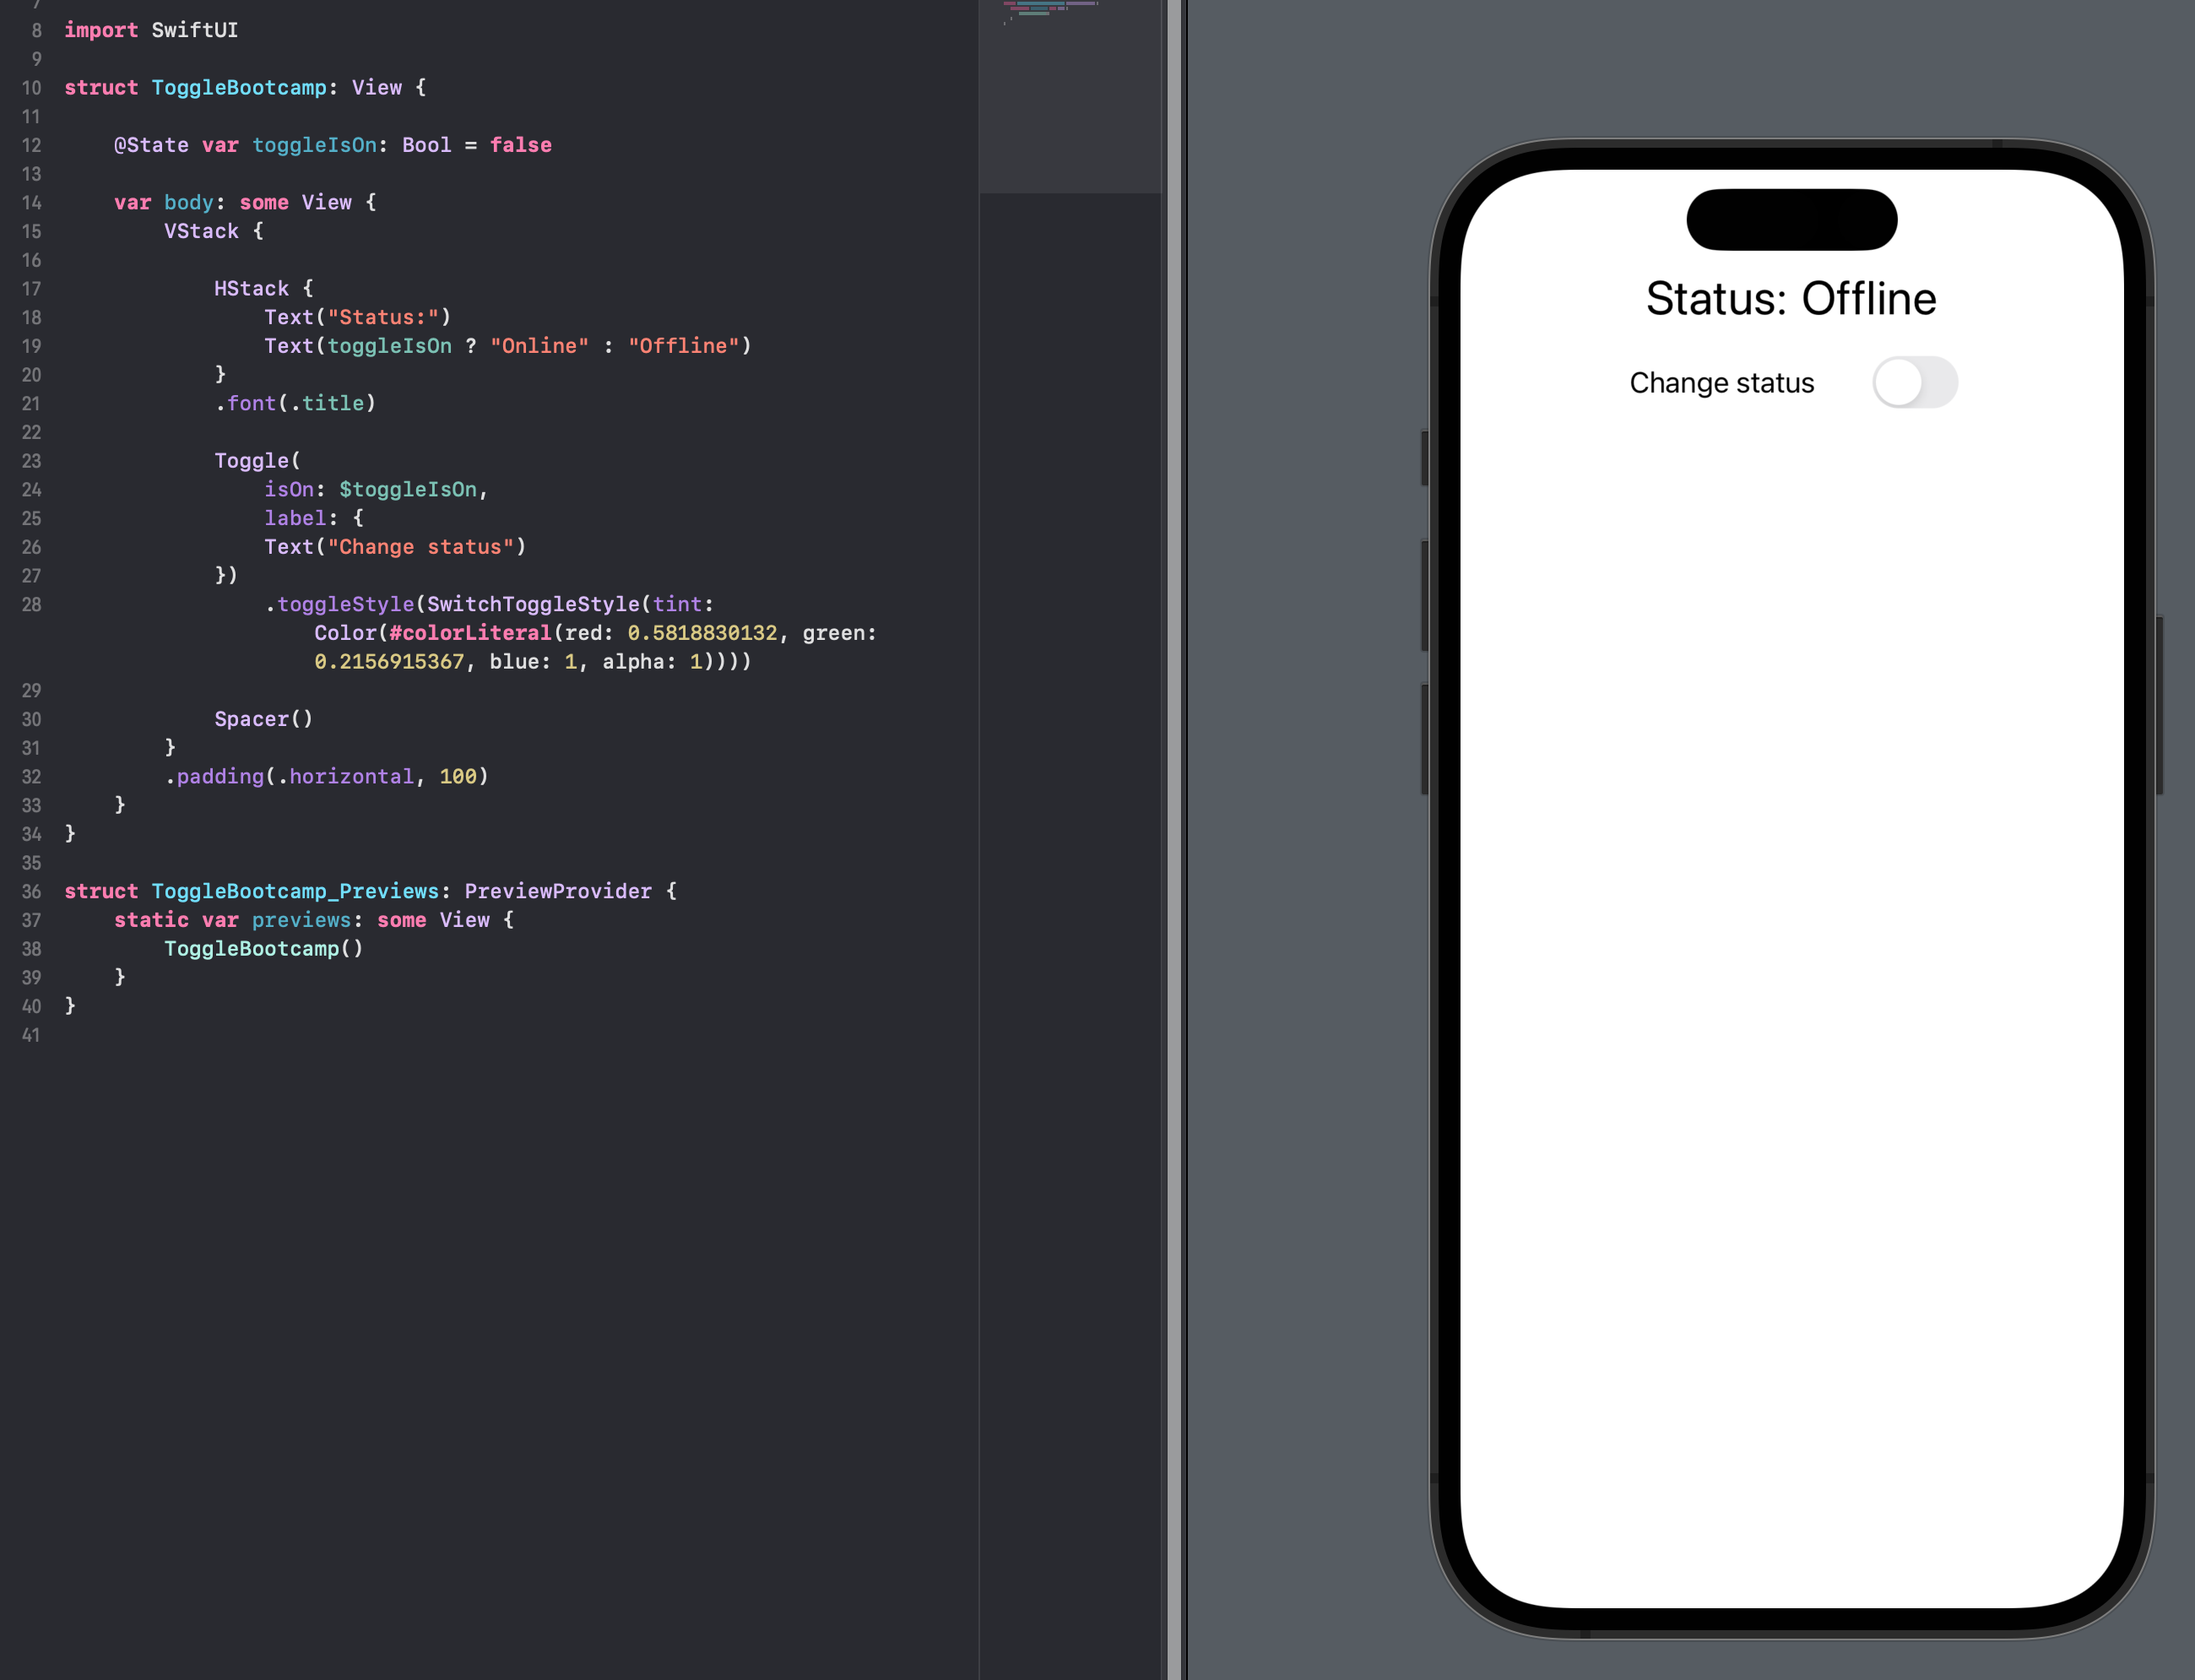 7
8 import SwiftUI
9
10 struct ToggleBootcamp: View {
11
12     @State var toggleIsOn: Bool = false
13
14     var body: some View {
15         VStack {
16
17             HStack {
18                 Text("Status:")
19                 Text(toggleIsOn ? "Online" : "Offline")
20             }
21             .font(.title)
22
23             Toggle(
24                 isOn: $toggleIsOn,
25                 label: {
26                 Text("Change status")
27             })
28                 .toggleStyle(SwitchToggleStyle(tint:
                    Color(#colorLiteral(red: 0.5818830132, green:
                    0.2156915367, blue: 1, alpha: 1))))
29
30             Spacer()
31         }
32         .padding(.horizontal, 100)
33     }
34 }
35
36 struct ToggleBootcamp_Previews: PreviewProvider {
37     static var previews: some View {
38         ToggleBootcamp()
39     }
40 }
41
Status: Offline
Change status